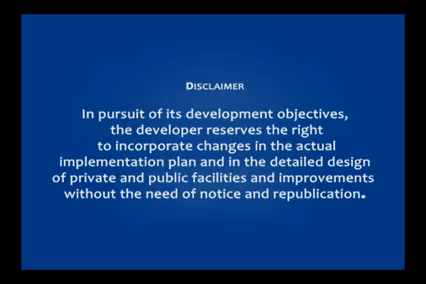 DISCLAIMER
In pursuit of its development objectives,
the developer reserves the right
to incorporate changes in the actual
implementation plan and in the detailed design
of private and public facilities and improvements
without the need of notice and republication.